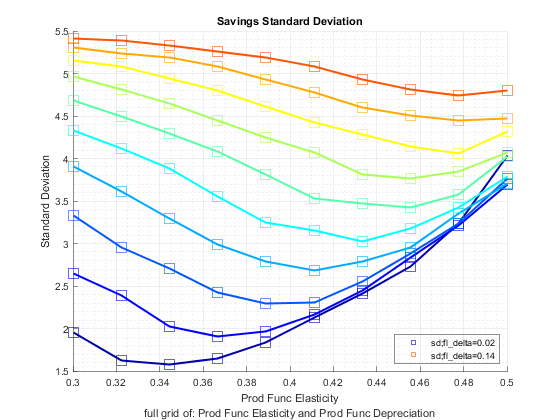 Savings Standard Deviation
5.5
5
4.5
4
3.5
3
2.5
2
1.5
Standard Deviation
sd;fl_delta=0.02
sd;fl_delta=0.14
0.3 0.32 0.34 0.36 0.38 0.4 0.42 0.44 0.46 0.48 0.5
Prod Func Elasticity
full grid of: Prod Func Elasticity and Prod Func Depreciation